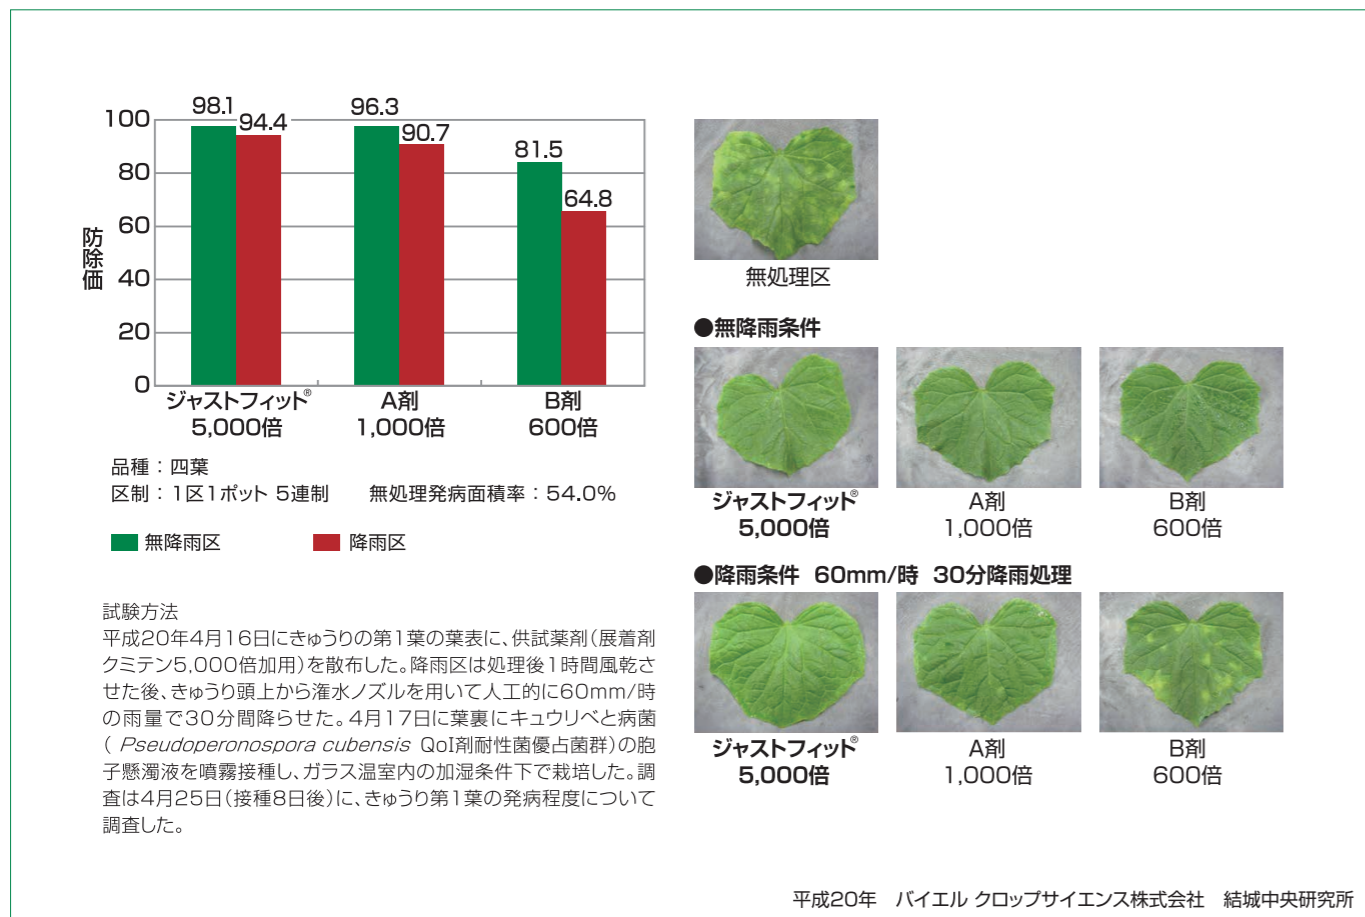 98.1
94.4
96.3
90.7
81.5
64.8
100
80
60
40
20
0
防除価
ジャストフィット®
5,000倍
A剤
1,000倍
B剤
600倍
品種：四葉
区制：1区1ポット 5連制　無処理発病面積率：54.0%
無降雨区
降雨区
試験方法
平成20年4月16日にきゅうりの第1葉の葉表に、供試薬剤（展着剤
クミテン5,000倍加用）を散布した。降雨区は処理後1時間風乾さ
せた後、きゅうり頭上から潅水ノズルを用いて人工的に60mm/時
の雨量で30分間降らせた。4月17日に葉裏にキュウリべと病菌
（ Pseudoperonospora cubensis QoI剤耐性菌優占菌群）の胞
子懸濁液を噴霧接種し、ガラス温室内の加湿条件下で栽培した。調
査は4月25日（接種8日後）に、きゅうり第1葉の発病程度について
調査した。
無処理区
●無降雨条件
ジャストフィット®
5,000倍
A剤
1,000倍
B剤
600倍
●降雨条件 60mm/時 30分降雨処理
ジャストフィット®
5,000倍
A剤
1,000倍
B剤
600倍
平成20年　バイエル クロップサイエンス株式会社　結城中央研究所